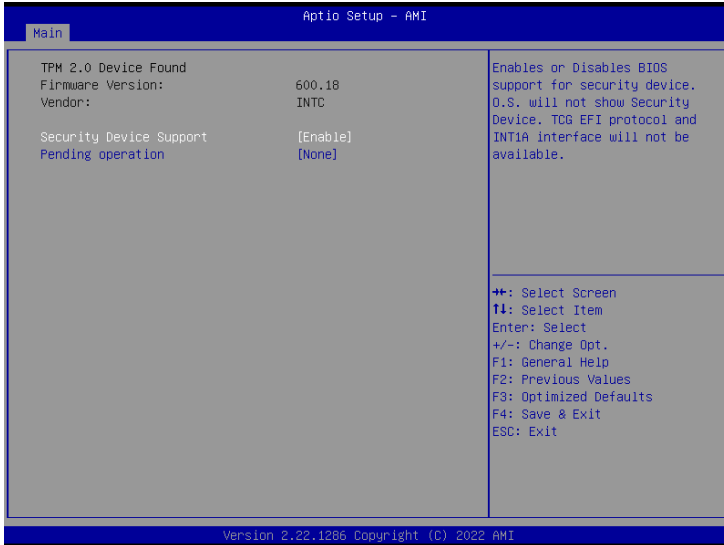 Aptio Setup – AMI
Main
TPM 2.0 Device Found
Firmware Version: 600.18
Vendor: INTC
Security Device Support [Enable]
Pending operation [None]
Enables or Disables BIOS
support for security device.
O.S. will not show Security
Device. TCG EFI protocol and
INT1A interface will not be
available.
→←: Select Screen
↑↓: Select Item
Enter: Select
+/-: Change Opt.
F1: General Help
F2: Previous Values
F3: Optimized Defaults
F4: Save & Exit
ESC: Exit
Version 2.22.1286 Copyright (C) 2022 AMI